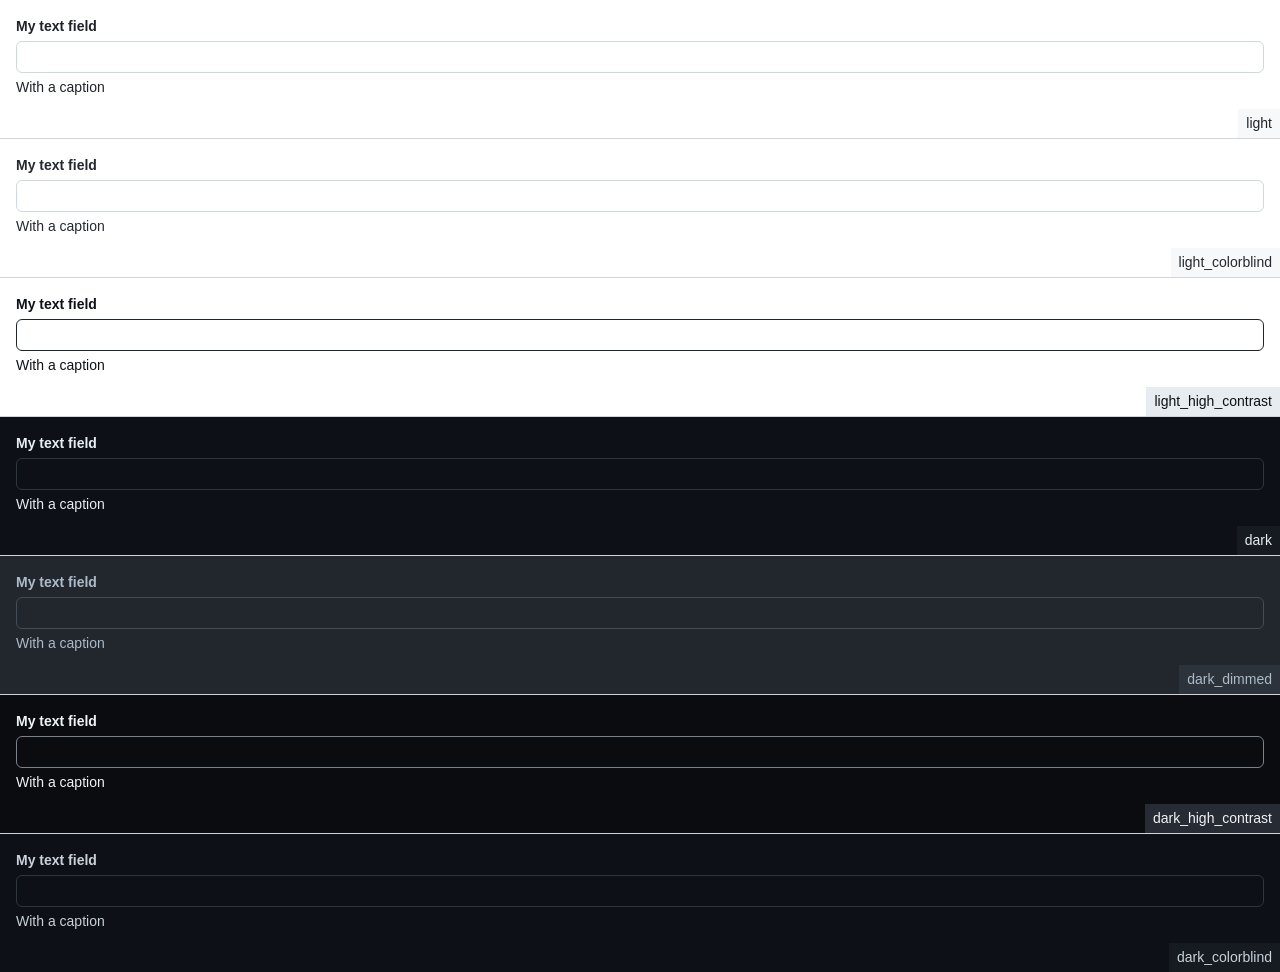 My text field
With a caption
light
My text field
With a caption
light_colorblind
My text field
With a caption
light_high_contrast
My text field
With a caption
dark
My text field
With a caption
dark_dimmed
My text field
With a caption
dark_high_contrast
My text field
With a caption
dark_colorblind